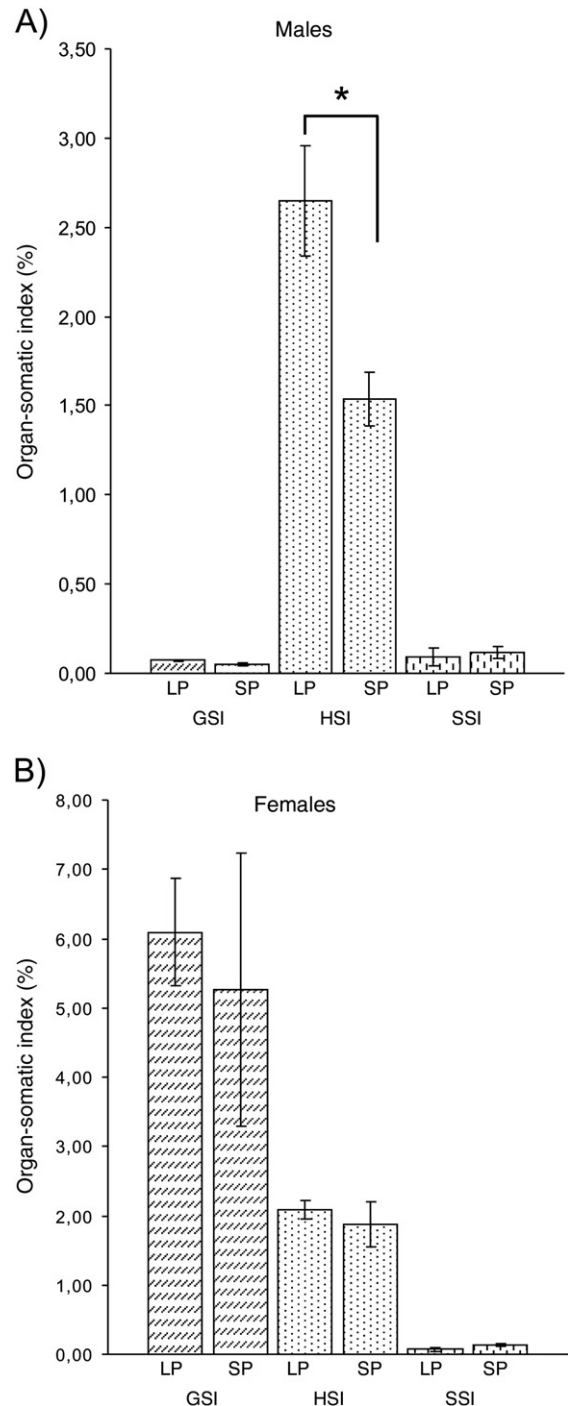 A)
Males
3,50
3,00
2,50
2,00
1,50
1,00
0,50
0,00
Organ-somatic index (%)
*
LP SP LP SP LP SP
GSI HSI SSI
B)
Females
8,00
7,00
6,00
5,00
4,00
3,00
2,00
1,00
0,00
Organ-somatic index (%)
LP SP LP SP LP SP
GSI HSI SSI